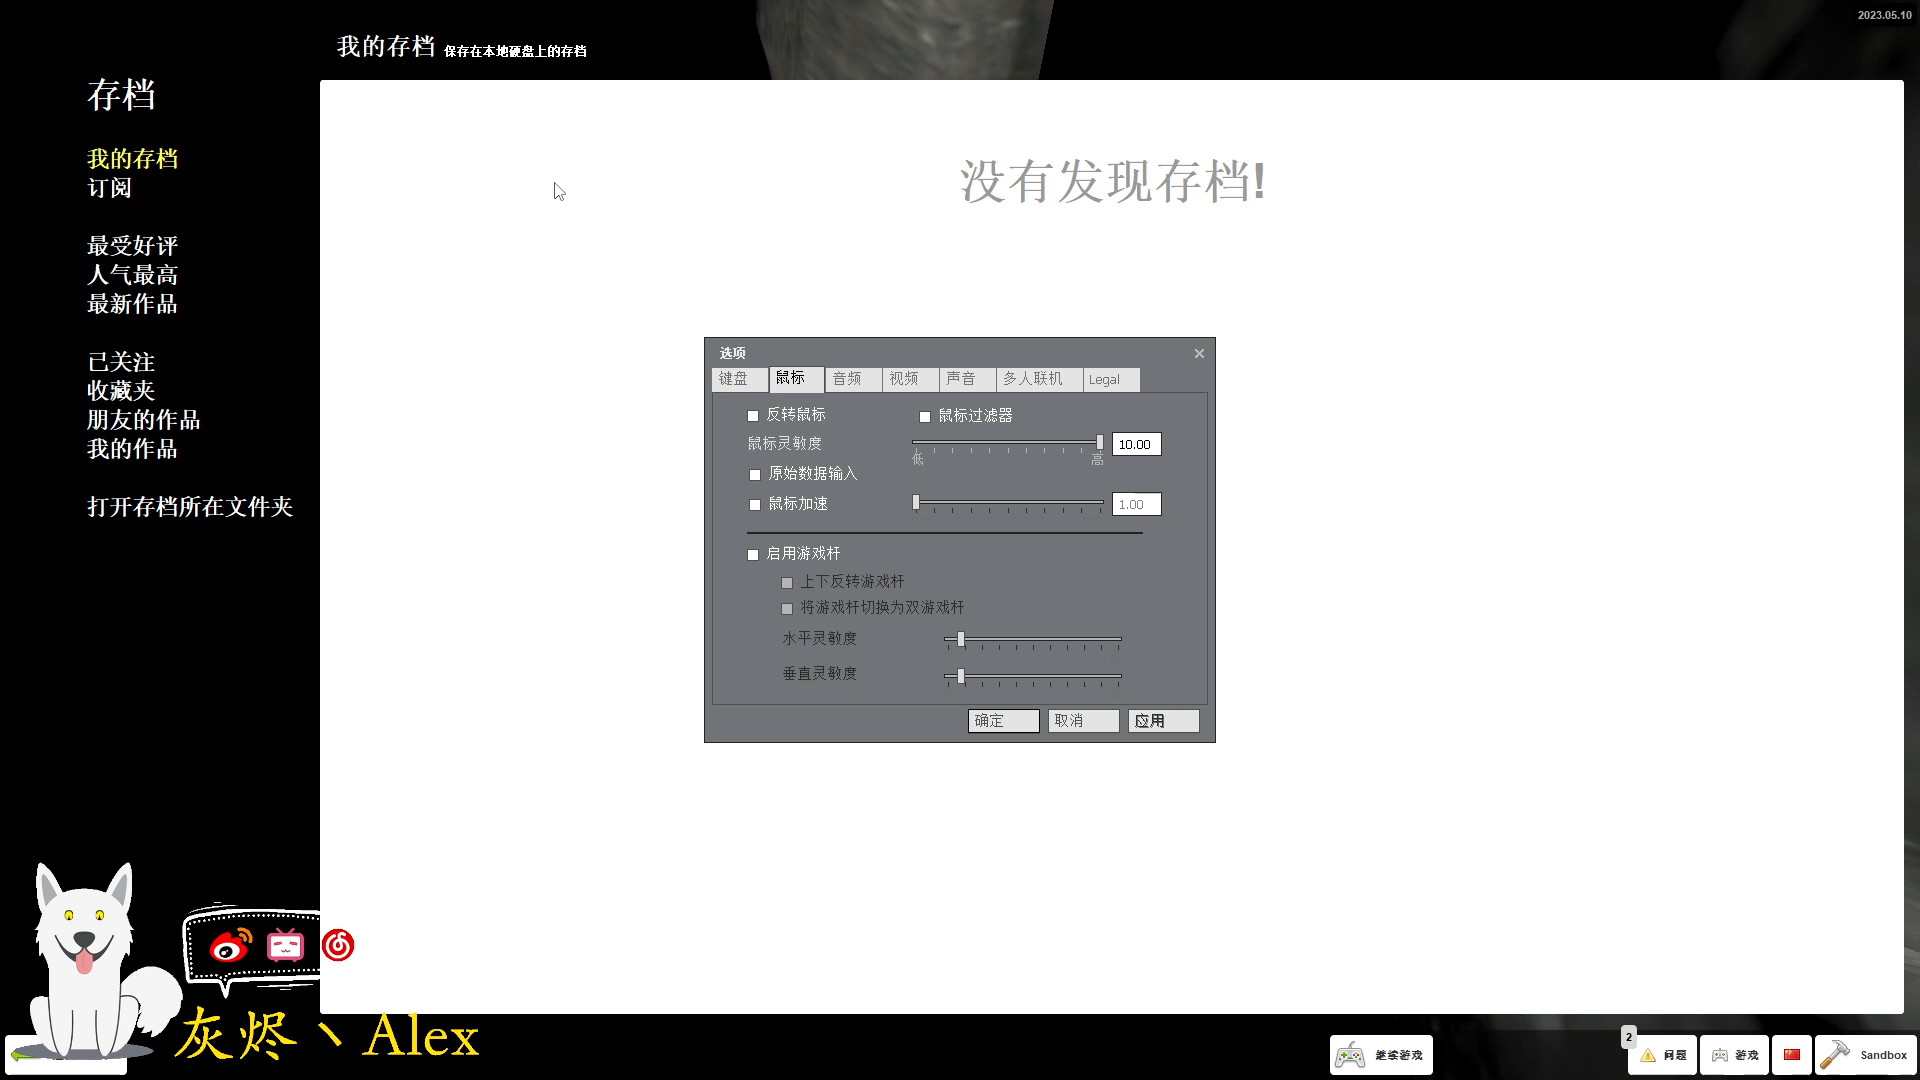 2023.05.10
我的存档 保存在本地硬盘上的存档
存档
我的存档
订阅
最受好评
人气最高
最新作品
已关注
收藏夹
朋友的作品
我的作品
打开存档所在文件夹
没有发现存档!
选项
键盘 鼠标 音频 视频 声音 多人联机 Legal
反转鼠标 鼠标过滤器
鼠标灵敏度 10.00
低 高
原始数据输入
鼠标加速 1.00
启用游戏杆
上下反转游戏杆
将游戏杆切换为双游戏杆
水平灵敏度
垂直灵敏度
确定 取消 应用
灰烬丶Alex
继续游戏 2 问题 游戏 Sandbox